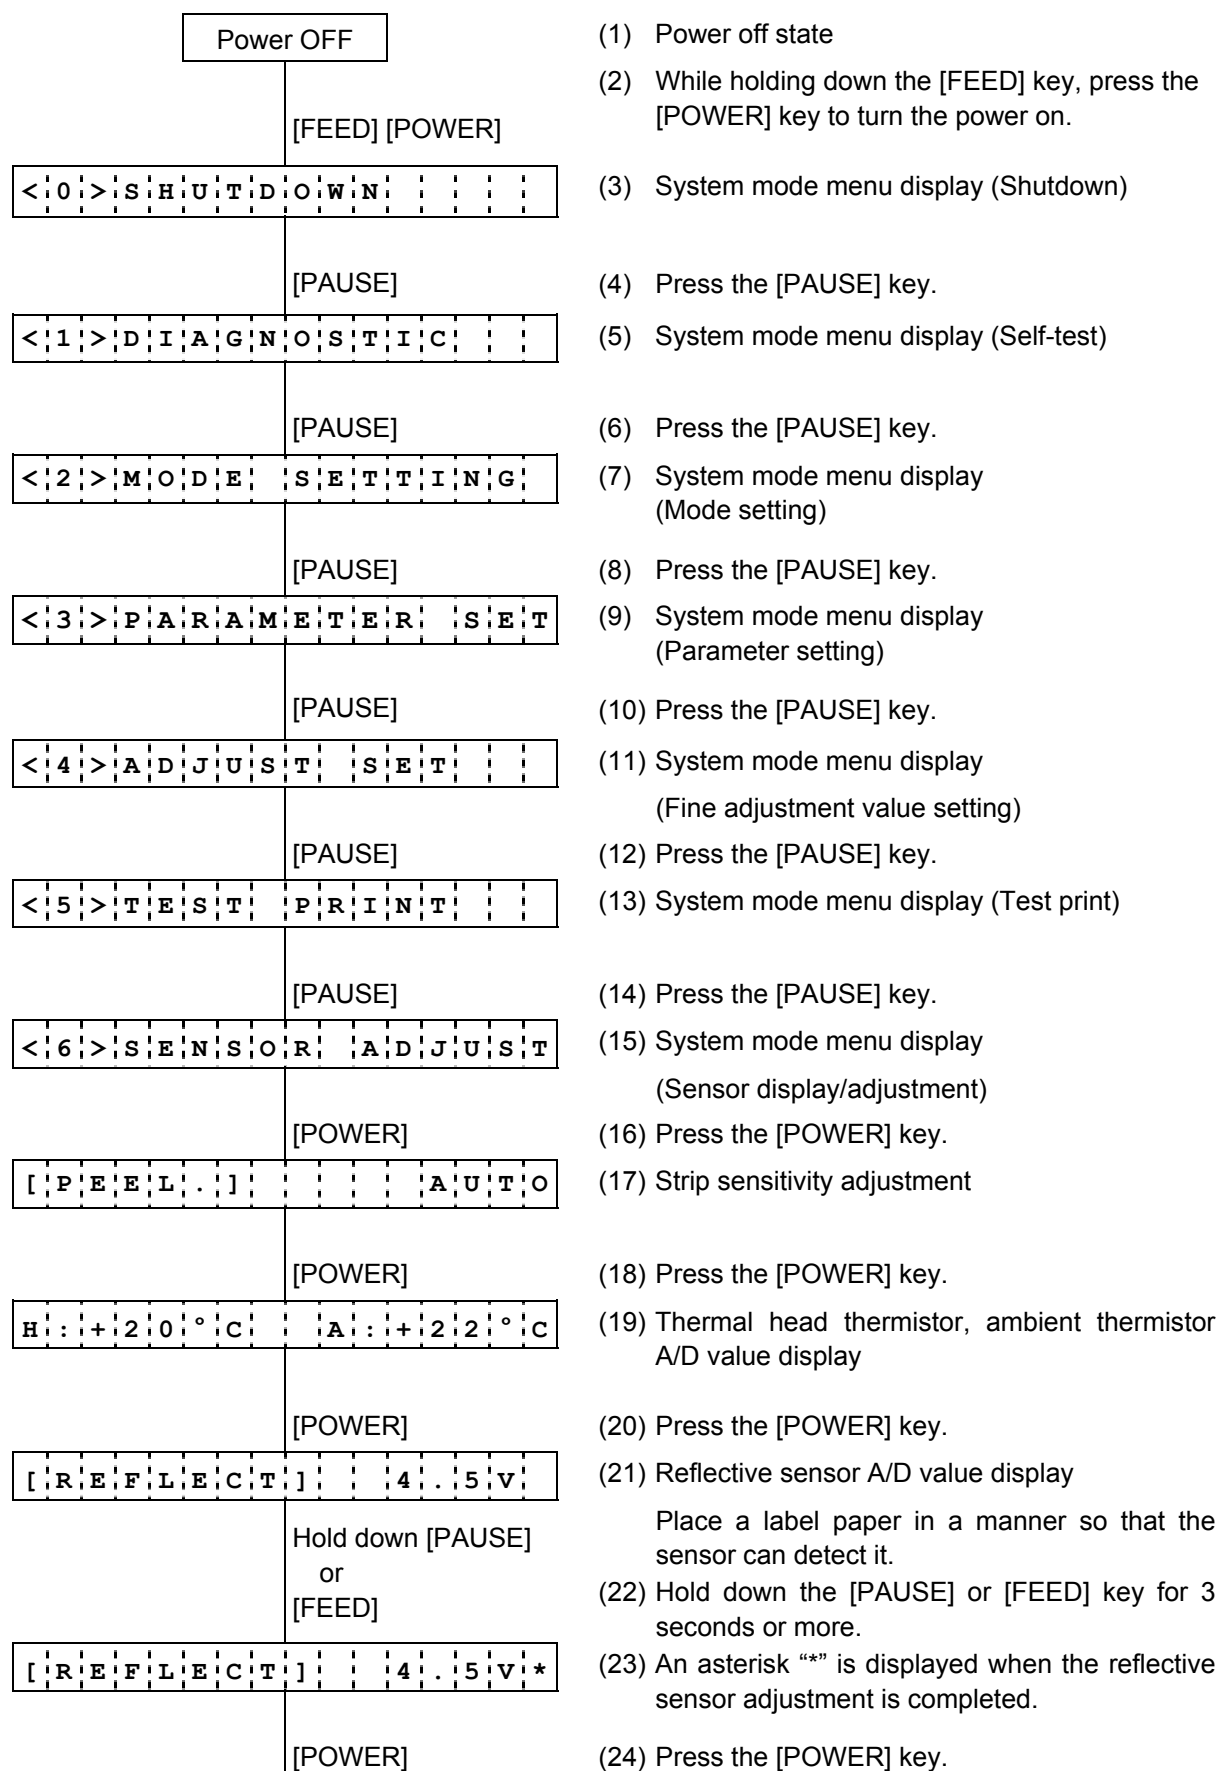 Power OFF
(1) Power off state
[FEED] [POWER]
(2) While holding down the [FEED] key, press the
[POWER] key to turn the power on.
<0>SHUTDOWN
(3) System mode menu display (Shutdown)
[PAUSE]
(4) Press the [PAUSE] key.
<1>DIAGNOSTIC
(5) System mode menu display (Self-test)
[PAUSE]
(6) Press the [PAUSE] key.
<2>MODE SETTING
(7) System mode menu display
(Mode setting)
[PAUSE]
(8) Press the [PAUSE] key.
<3>PARAMETER SET
(9) System mode menu display
(Parameter setting)
[PAUSE]
(10) Press the [PAUSE] key.
<4>ADJUST SET
(11) System mode menu display
(Fine adjustment value setting)
[PAUSE]
(12) Press the [PAUSE] key.
<5>TEST PRINT
(13) System mode menu display (Test print)
[PAUSE]
(14) Press the [PAUSE] key.
<6>SENSOR ADJUST
(15) System mode menu display
(Sensor display/adjustment)
[POWER]
(16) Press the [POWER] key.
[PEEL.] AUTO
(17) Strip sensitivity adjustment
[POWER]
(18) Press the [POWER] key.
H:+20°C A:+22°C
(19) Thermal head thermistor, ambient thermistor
A/D value display
[POWER]
(20) Press the [POWER] key.
[REFLECT] 4.5V
(21) Reflective sensor A/D value display
Place a label paper in a manner so that the
sensor can detect it.
Hold down [PAUSE]
or
[FEED]
(22) Hold down the [PAUSE] or [FEED] key for 3
seconds or more.
[REFLECT] 4.5V*
(23) An asterisk “*” is displayed when the reflective
sensor adjustment is completed.
[POWER]
(24) Press the [POWER] key.